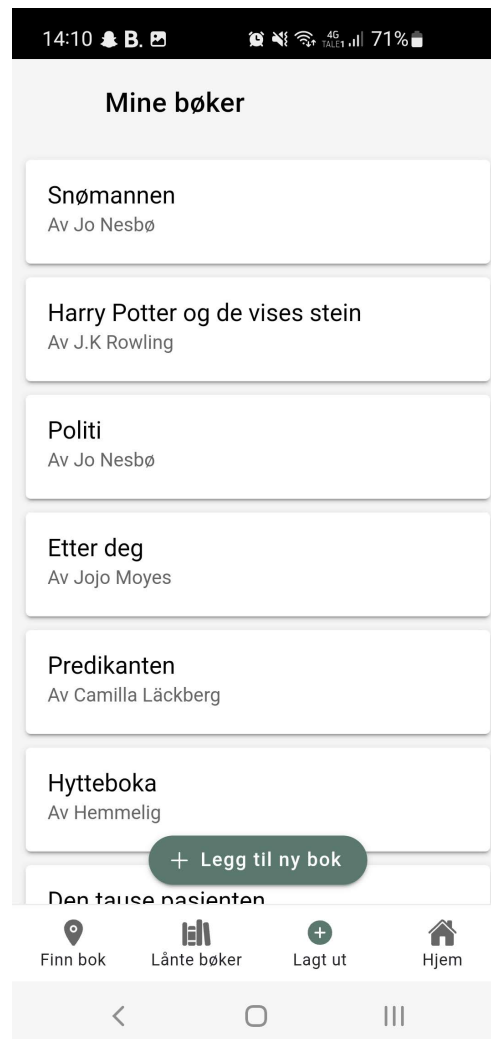 14:10 B. 4G TALE1 71%
Mine bøker
Snømannen
Av Jo Nesbø
Harry Potter og de vises stein
Av J.K Rowling
Politi
Av Jo Nesbø
Etter deg
Av Jojo Moyes
Predikanten
Av Camilla Läckberg
Hytteboka
Av Hemmelig
+ Legg til ny bok
Den tause pasienten
Finn bok Lånte bøker Lagt ut Hjem